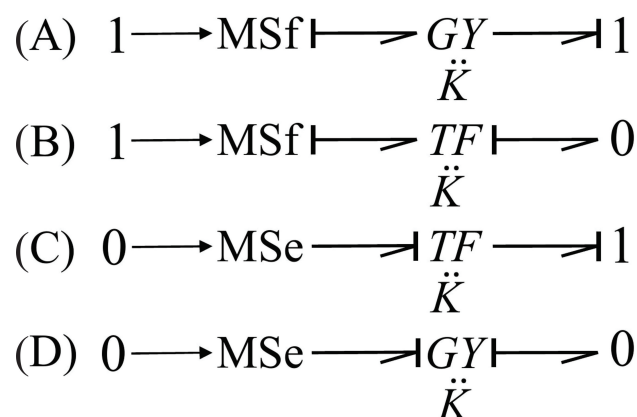 (A) 1 MSf GY 1
K̈
(B) 1 MSf TF 0
K̈
(C) 0 MSe TF 1
K̈
(D) 0 MSe GY 0
K̈